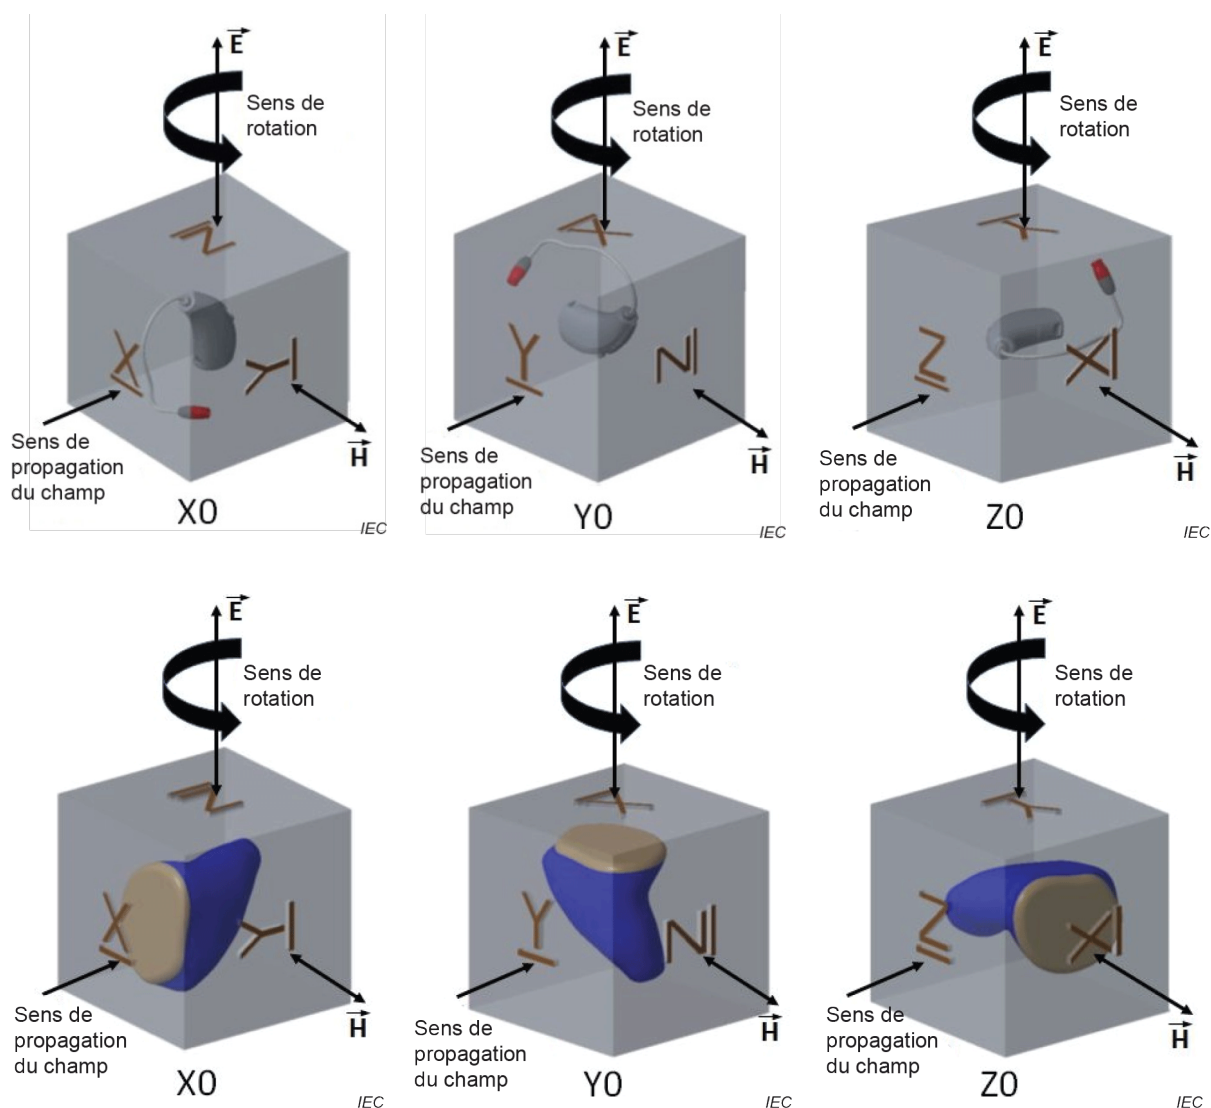 E
Sens de
rotation
Z
X
Y
Sens de
propagation
du champ
H
X0
IEC
E
Sens de
rotation
X
Y
Z
Sens de
propagation
du champ
H
Y0
IEC
E
Sens de
rotation
Y
Z
X
Sens de
propagation
du champ
H
Z0
IEC
E
Sens de
rotation
Z
X
Y
Sens de
propagation
du champ
H
X0
IEC
E
Sens de
rotation
X
Y
Z
Sens de
propagation
du champ
H
Y0
IEC
E
Sens de
rotation
Y
Z
X
Sens de
propagation
du champ
H
Z0
IEC